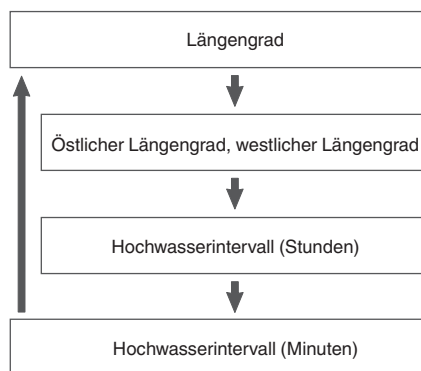 Längengrad
Östlicher Längengrad, westlicher Längengrad
Hochwasserintervall (Stunden)
Hochwasserintervall (Minuten)